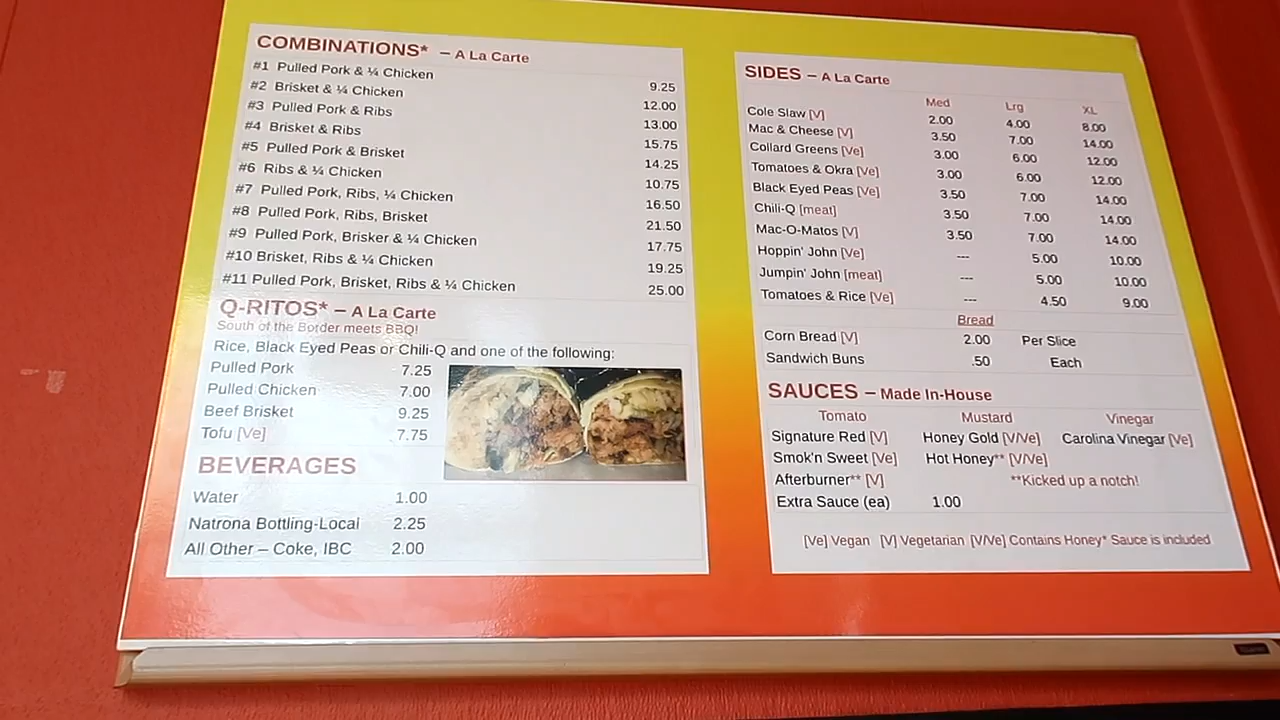 COMBINATIONS* – A La Carte
#1 Pulled Pork & ¼ Chicken 9.25
#2 Brisket & ¼ Chicken 12.00
#3 Pulled Pork & Ribs 13.00
#4 Brisket & Ribs 15.75
#5 Pulled Pork & Brisket 14.25
#6 Ribs & ¼ Chicken 10.75
#7 Pulled Pork, Ribs, ¼ Chicken 16.50
#8 Pulled Pork, Ribs, Brisket 21.50
#9 Pulled Pork, Brisker & ¼ Chicken 17.75
#10 Brisket, Ribs & ¼ Chicken 19.25
#11 Pulled Pork, Brisket, Ribs & ¼ Chicken 25.00
Q-RITOS* – A La Carte
South of the Border meets BBQ!
Rice, Black Eyed Peas or Chili-Q and one of the following:
Pulled Pork 7.25
Pulled Chicken 7.00
Beef Brisket 9.25
Tofu [Ve] 7.75
BEVERAGES
Water 1.00
Natrona Bottling-Local 2.25
All Other – Coke, IBC 2.00
SIDES – A La Carte
Med Lrg XL
Cole Slaw [V] 2.00 4.00 8.00
Mac & Cheese [V] 3.50 7.00 14.00
Collard Greens [Ve] 3.00 6.00 12.00
Tomatoes & Okra [Ve] 3.00 6.00 12.00
Black Eyed Peas [Ve] 3.50 7.00 14.00
Chili-Q [meat] 3.50 7.00 14.00
Mac-O-Matos [V] 3.50 7.00 14.00
Hoppin' John [Ve] --- 5.00 10.00
Jumpin' John [meat] --- 5.00 10.00
Tomatoes & Rice [Ve] --- 4.50 9.00
Bread
Corn Bread [V] 2.00 Per Slice
Sandwich Buns .50 Each
SAUCES – Made In-House
Tomato Mustard Vinegar
Signature Red [V] Honey Gold [V/Ve] Carolina Vinegar [Ve]
Smok'n Sweet [Ve] Hot Honey** [V/Ve]
Afterburner** [V] **Kicked up a notch!
Extra Sauce (ea) 1.00
[Ve] Vegan [V] Vegetarian [V/Ve] Contains Honey* Sauce is included